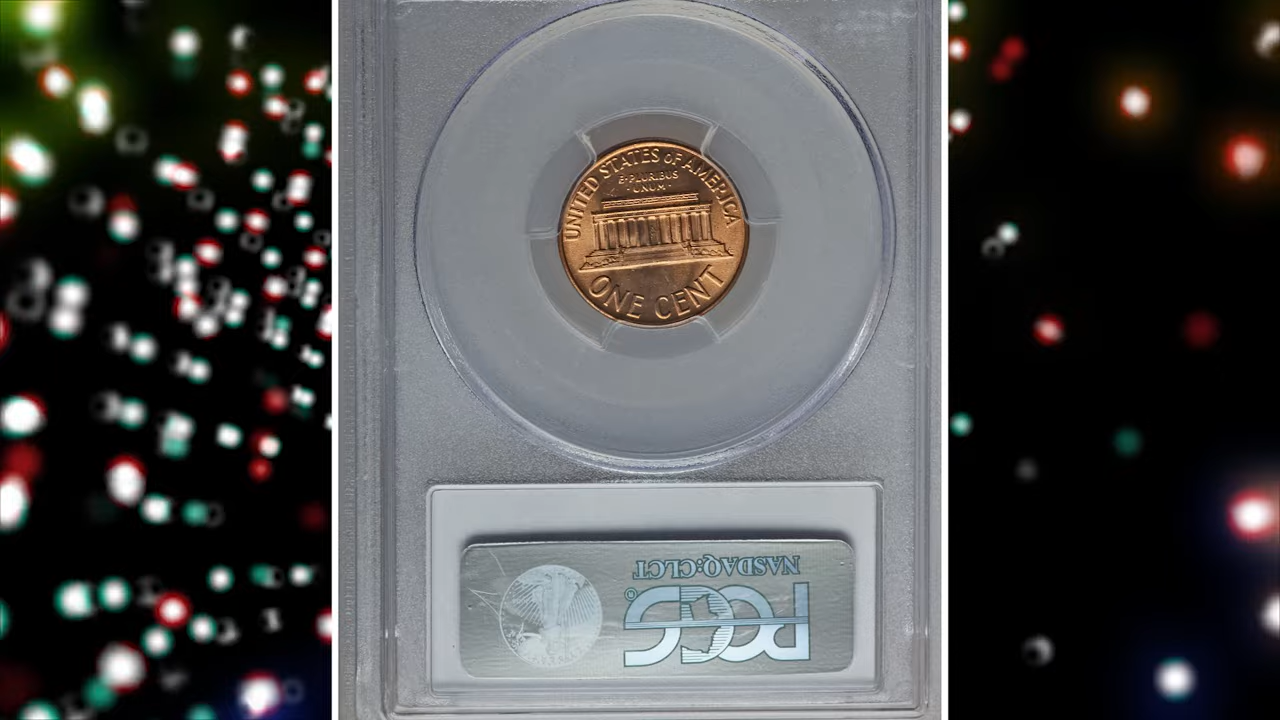 UNITED STATES OF AMERICA
E·PLURIBUS
·UNUM·
ONE CENT
NASDAQ:CLCT
PCGS®